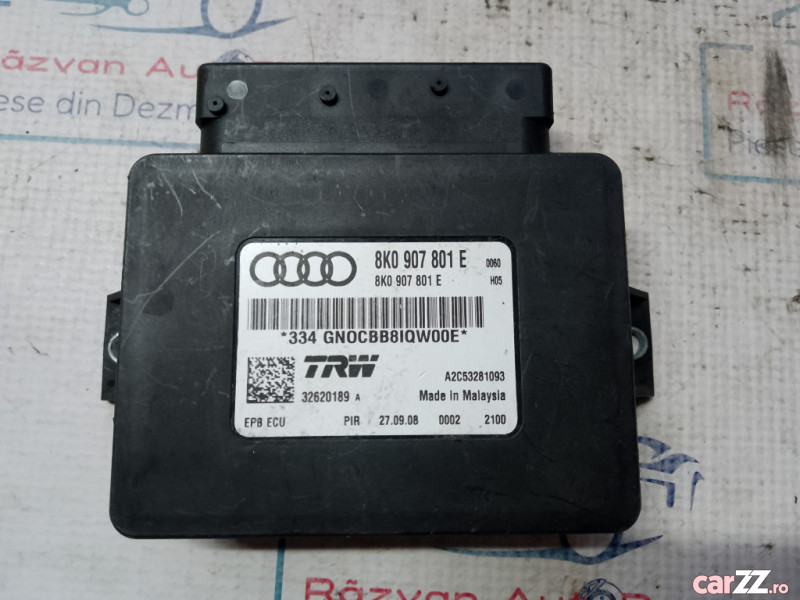 Răzvan Au
ese din Dezm
8K0 907 801 E 0060
8K0 907 801 E H05
*334 GNOCBB8IQW00E*
TRW
A2C53281093
32620189 A Made in Malaysia
EPB ECU PIR 27.09.08 0002 2100
Răzvan Auto
carzz.ro